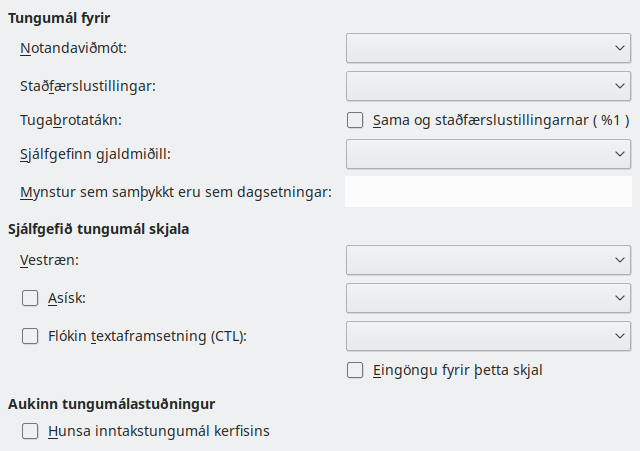 Tungumál fyrir
Notandaviðmót:
Staðfærslustillingar:
Tugabrotatákn:
Sama og staðfærslustillingarnar ( %1 )
Sjálfgefinn gjaldmiðill:
Mynstur sem samþykkt eru sem dagsetningar:
Sjálfgefið tungumál skjala
Vestræn:
Asísk:
Flókin textaframsetning (CTL):
Eingöngu fyrir þetta skjal
Aukinn tungumálastuðningur
Hunsa inntakstungumál kerfisins